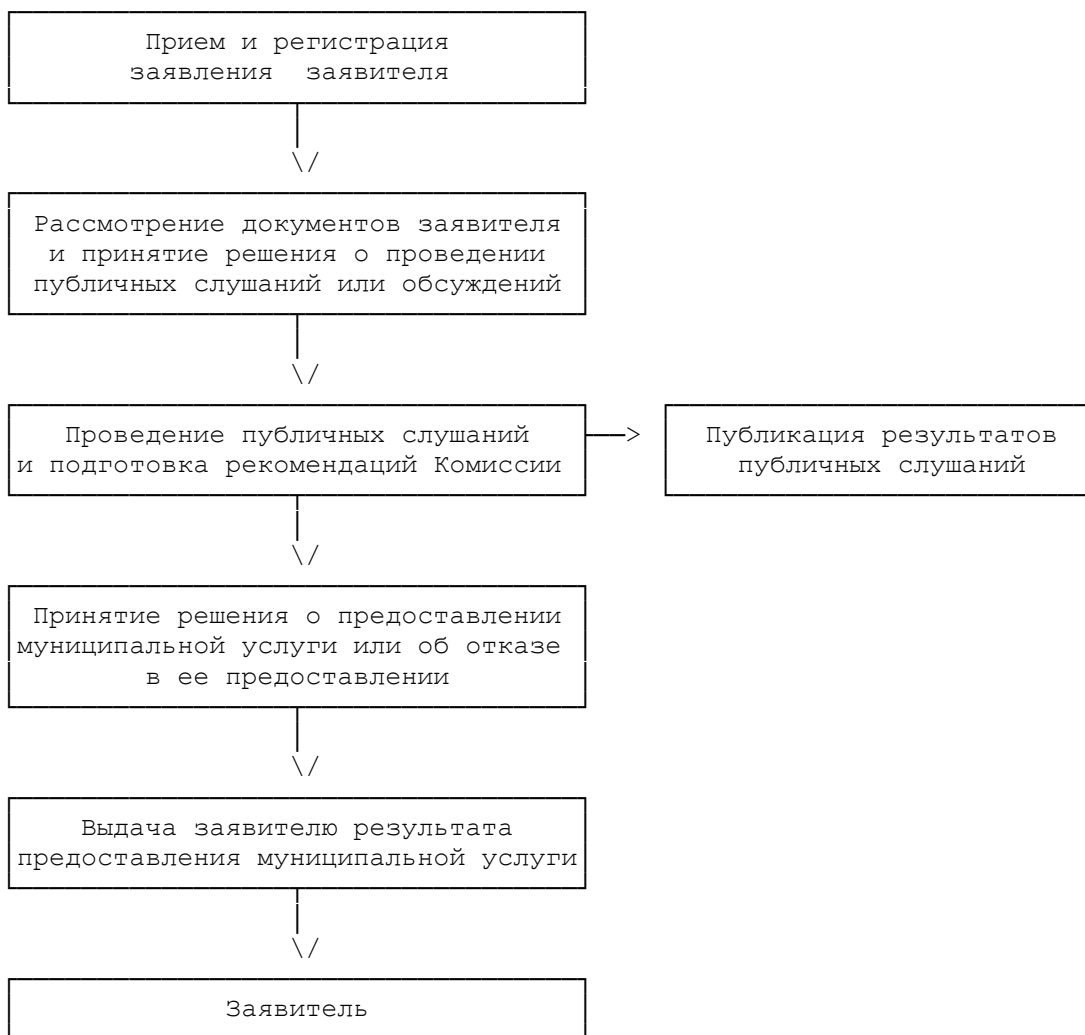 Прием и регистрация
заявления заявителя
Рассмотрение документов заявителя
и принятие решения о проведении
публичных слушаний или обсуждений
Проведение публичных слушаний
и подготовка рекомендаций Комиссии
Публикация результатов
публичных слушаний
Принятие решения о предоставлении
муниципальной услуги или об отказе
в ее предоставлении
Выдача заявителю результата
предоставления муниципальной услуги
Заявитель